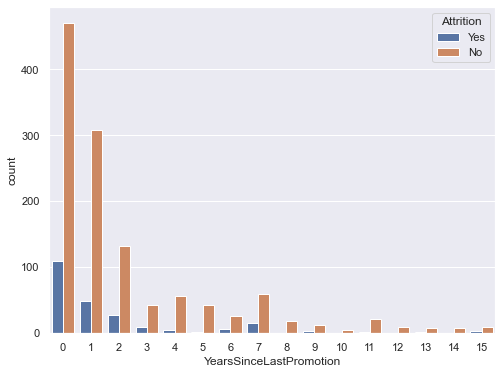 Attrition
Yes
No
400
300
200
100
0
count
0 1 2 3 4 5 6 7 8 9 10 11 12 13 14 15
YearsSinceLastPromotion